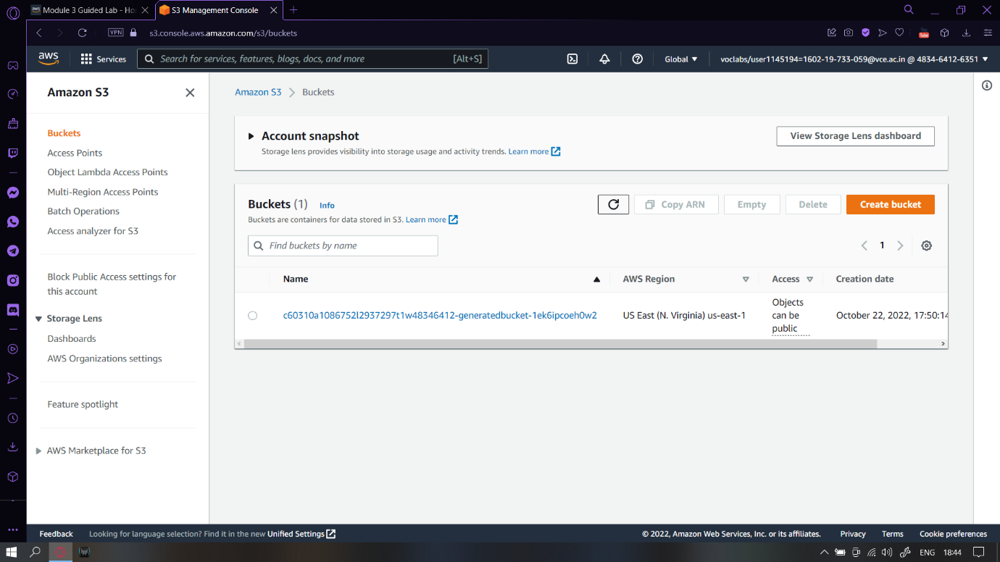 Module 3 Guided Lab - Ho
S3 Management Console
VPN
s3.console.aws.amazon.com/s3/buckets
aws
Services
Search for services, features, blogs, docs, and more
[Alt+S]
Global
voclabs/user1145194=1602-19-733-059@vce.ac.in @ 4834-6412-6351
Amazon S3
Buckets
Access Points
Object Lambda Access Points
Multi-Region Access Points
Batch Operations
Access analyzer for S3
Block Public Access settings for
this account
Storage Lens
Dashboards
AWS Organizations settings
Feature spotlight
AWS Marketplace for S3
Amazon S3
Buckets
Account snapshot
Storage lens provides visibility into storage usage and activity trends. Learn more
View Storage Lens dashboard
Buckets (1) Info
Buckets are containers for data stored in S3. Learn more
Copy ARN
Empty
Delete
Create bucket
Find buckets by name
1
Name
AWS Region
Access
Creation date
c60310a1086752l2937297t1w48346412-generatedbucket-1ek6ipcoeh0w2
US East (N. Virginia) us-east-1
Objects
can be
public
October 22, 2022, 17:50:14
Feedback
Looking for language selection? Find it in the new Unified Settings
© 2022, Amazon Web Services, Inc. or its affiliates.
Privacy
Terms
Cookie preferences
ENG
18:44